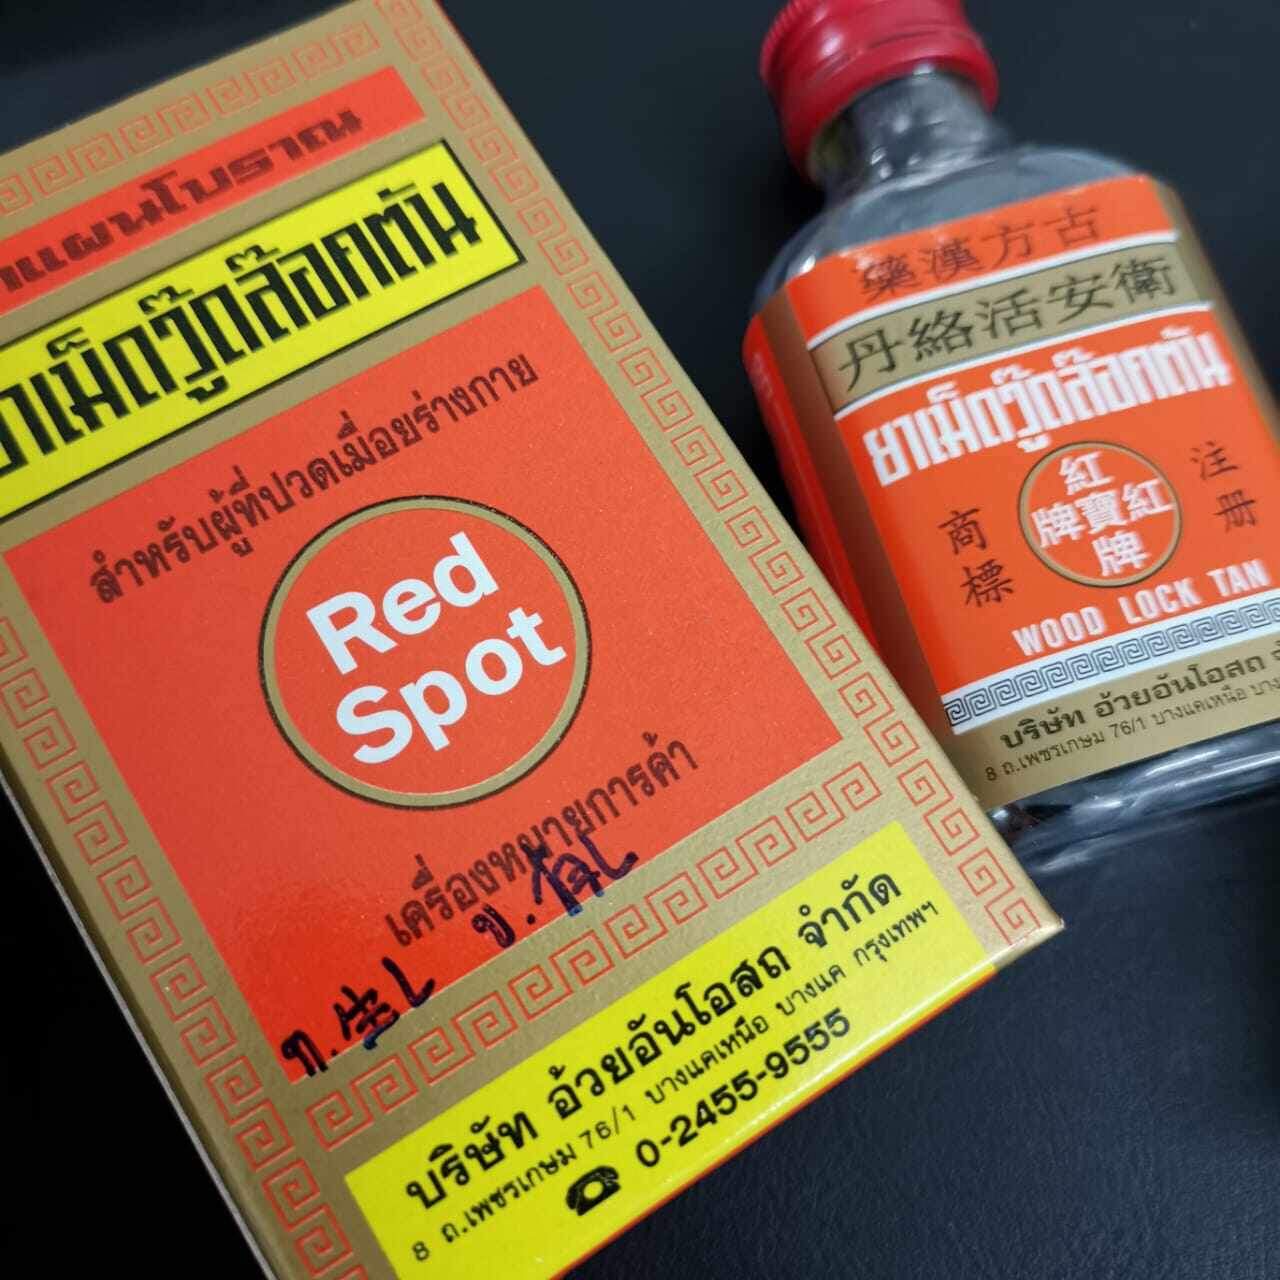 ยาแผนโบราณ
ยาเม็ดวู๊ดล๊อคตัน
สำหรับผู้ที่ปวดเมื่อยร่างกาย
Red
Spot
เครื่องหมายการค้า
บริษัท อ้วยอันโอสถ จำกัด
8 ถ.เพชรเกษม 76/1 บางแคเหนือ บางแค กรุงเทพฯ
0-2455-9555
藥漢方古
丹絡活安衛
ยาเม็ดวู๊ดล๊อคตัน
紅
牌寶紅
牌
商標
注册
WOOD LOCK TAN
บริษัท อ้วยอันโอสถ
8 ถ.เพชรเกษม 76/1 บางแคเหนือ